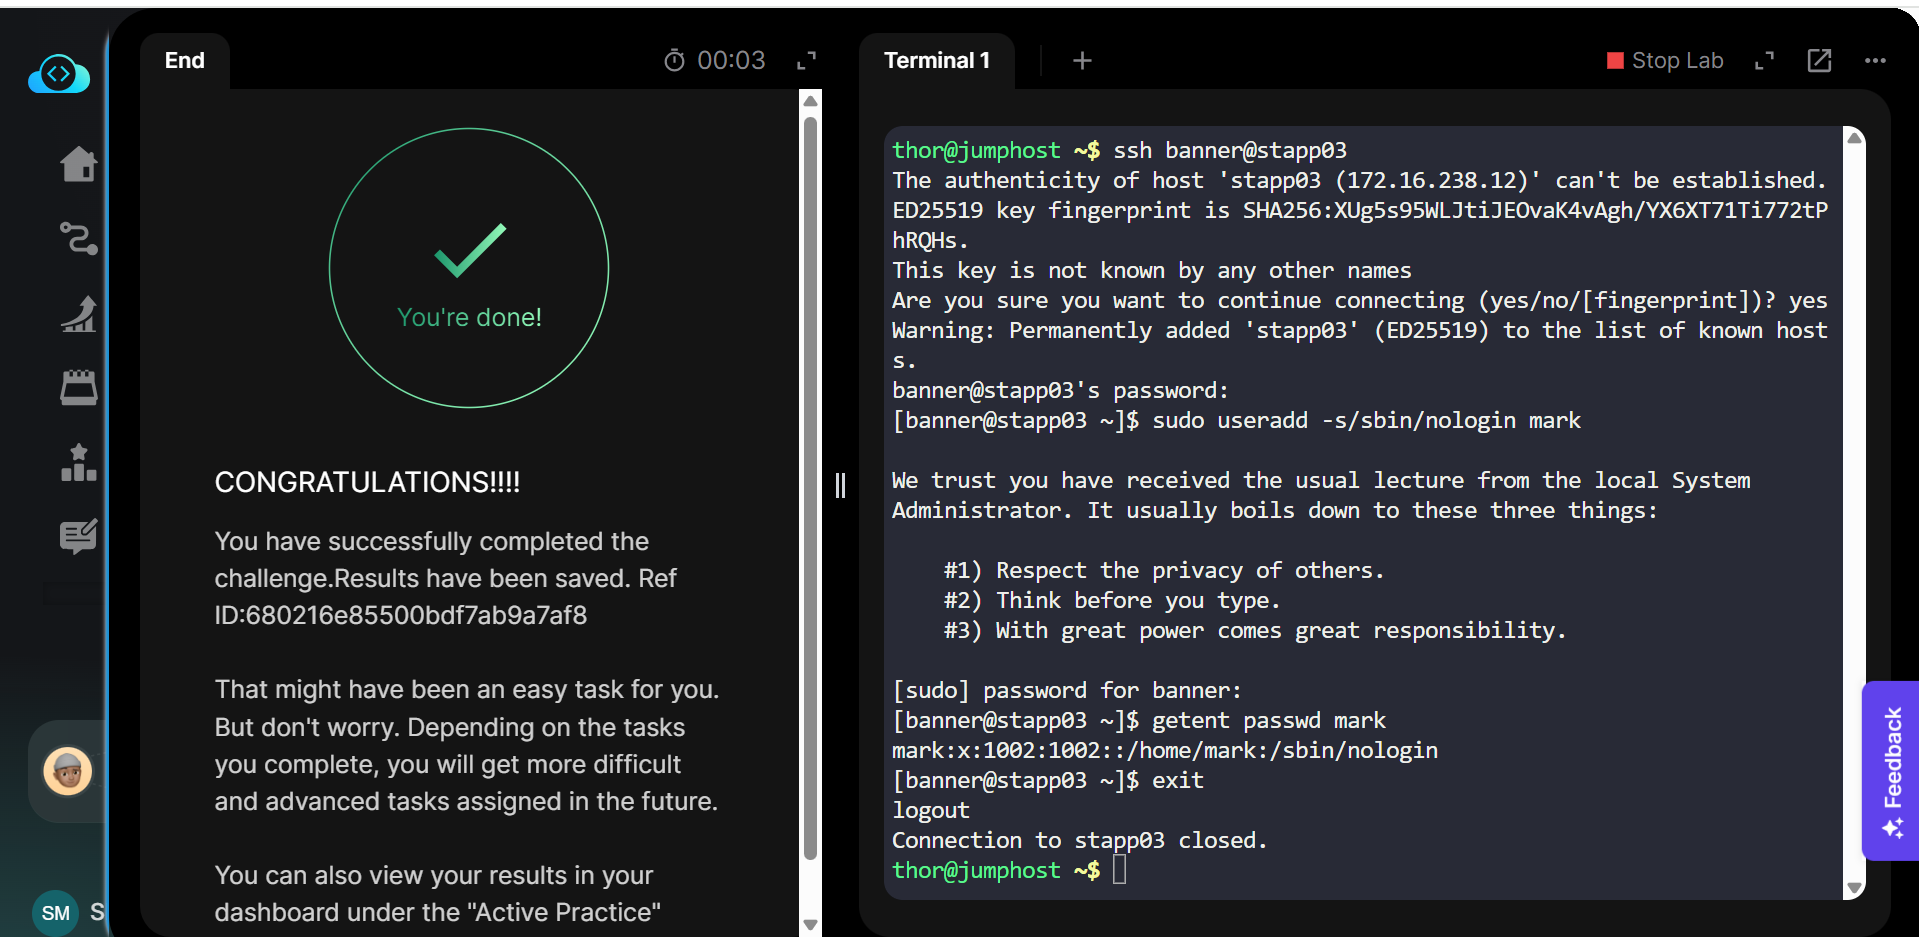 End
00:03
You're done!
CONGRATULATIONS!!!!
You have successfully completed the
challenge.Results have been saved. Ref
ID:680216e85500bdf7ab9a7af8
That might have been an easy task for you.
But don't worry. Depending on the tasks
you complete, you will get more difficult
and advanced tasks assigned in the future.
You can also view your results in your
dashboard under the "Active Practice"
SM S
Terminal 1
+
Stop Lab
thor@jumphost ~$ ssh banner@stapp03
The authenticity of host 'stapp03 (172.16.238.12)' can't be established.
ED25519 key fingerprint is SHA256:XUg5s95WLJtiJEOvaK4vAgh/YX6XT71Ti772tP
hRQHs.
This key is not known by any other names
Are you sure you want to continue connecting (yes/no/[fingerprint])? yes
Warning: Permanently added 'stapp03' (ED25519) to the list of known host
s.
banner@stapp03's password:
[banner@stapp03 ~]$ sudo useradd -s/sbin/nologin mark
We trust you have received the usual lecture from the local System
Administrator. It usually boils down to these three things:
#1) Respect the privacy of others.
#2) Think before you type.
#3) With great power comes great responsibility.
[sudo] password for banner:
[banner@stapp03 ~]$ getent passwd mark
mark:x:1002:1002::/home/mark:/sbin/nologin
[banner@stapp03 ~]$ exit
logout
Connection to stapp03 closed.
thor@jumphost ~$
Feedback